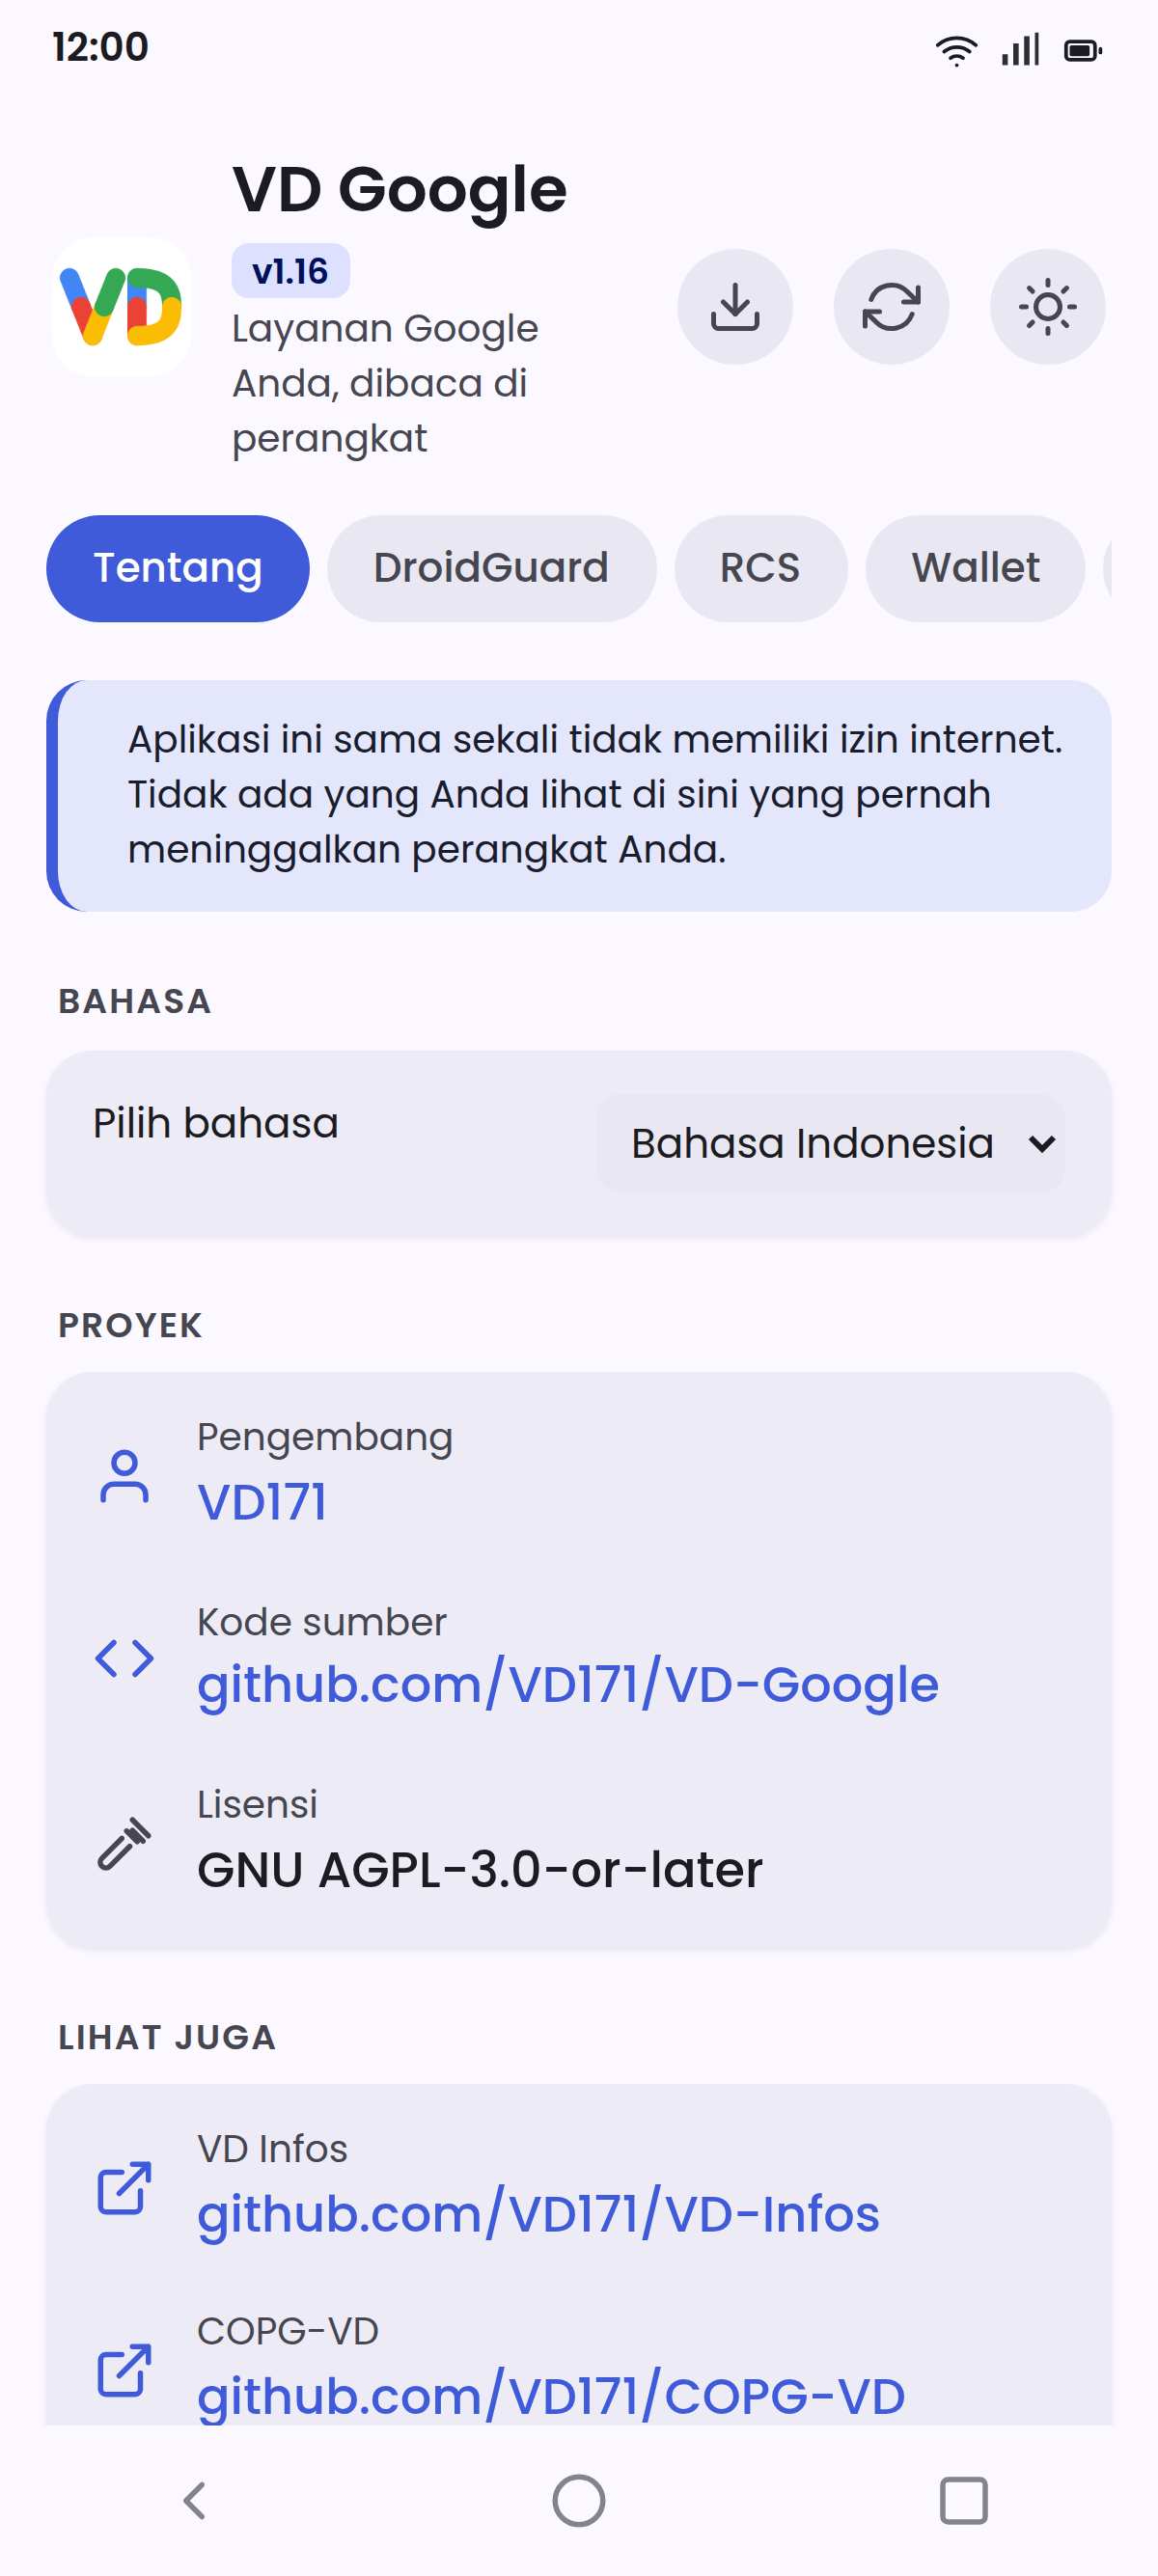 12:00
VD Google
VD
v1.16
Layanan Google
Anda, dibaca di
perangkat
Tentang
DroidGuard
RCS
Wallet
Aplikasi ini sama sekali tidak memiliki izin internet.
Tidak ada yang Anda lihat di sini yang pernah
meninggalkan perangkat Anda.
BAHASA
Pilih bahasa
Bahasa Indonesia
PROYEK
Pengembang
VD171
Kode sumber
github.com/VD171/VD-Google
Lisensi
GNU AGPL-3.0-or-later
LIHAT JUGA
VD Infos
github.com/VD171/VD-Infos
COPG-VD
github.com/VD171/COPG-VD